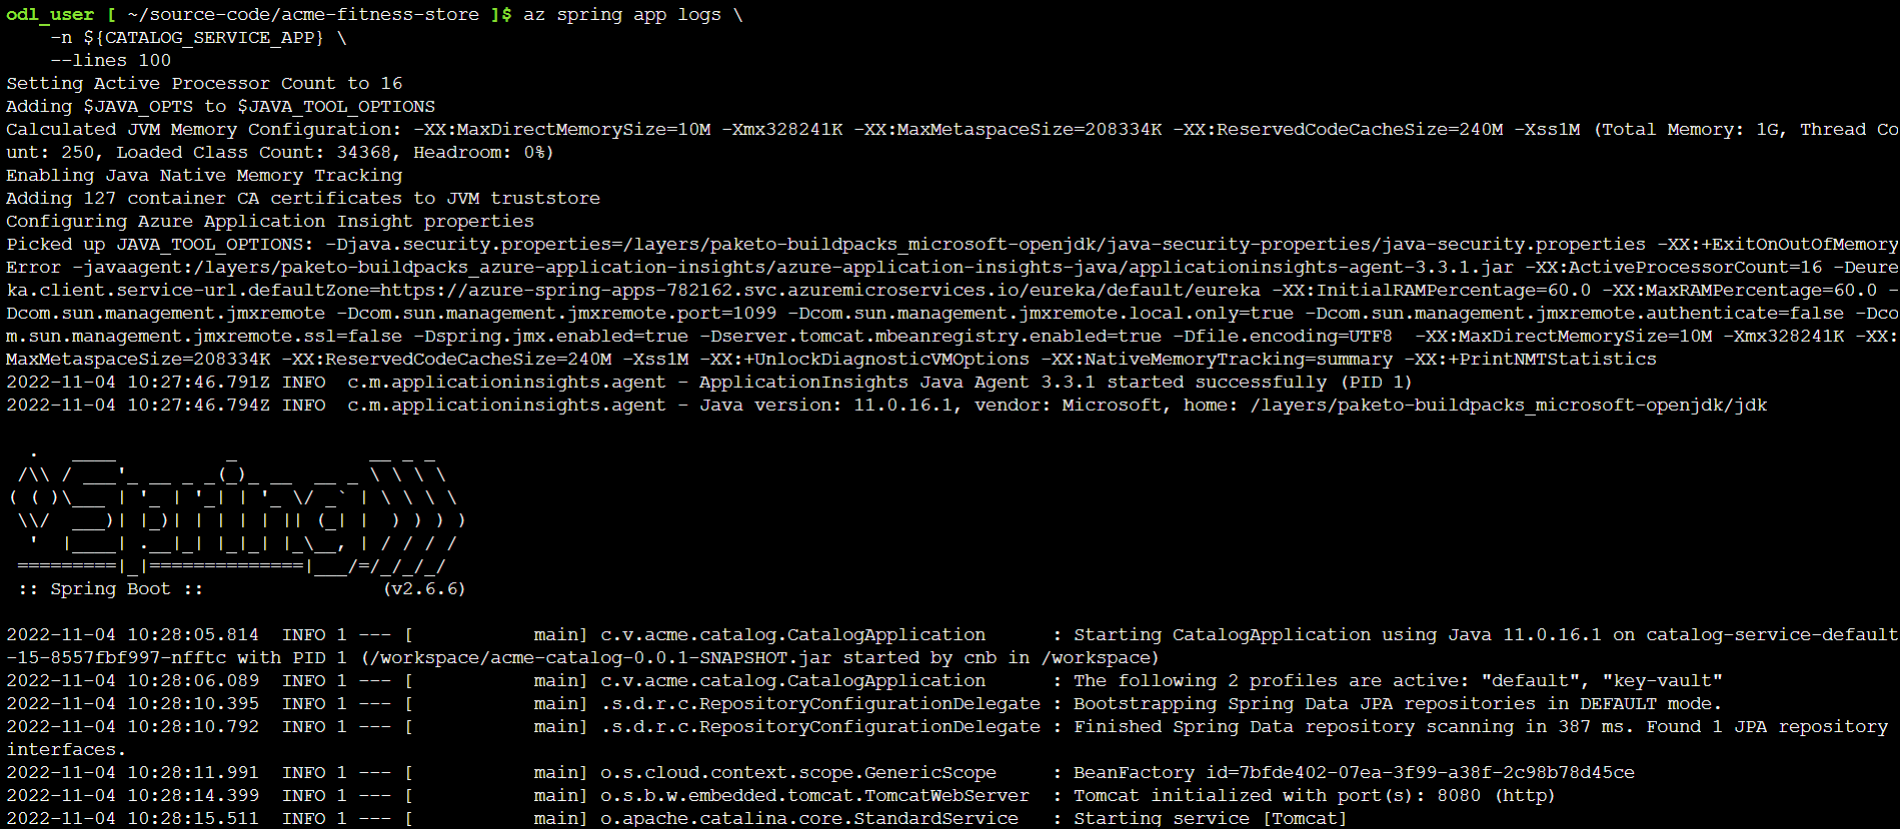 odl_user [ ~/source-code/acme-fitness-store ]$ az spring app logs \
    -n ${CATALOG_SERVICE_APP} \
    --lines 100
Setting Active Processor Count to 16
Adding $JAVA_OPTS to $JAVA_TOOL_OPTIONS
Calculated JVM Memory Configuration: -XX:MaxDirectMemorySize=10M -Xmx328241K -XX:MaxMetaspaceSize=208334K -XX:ReservedCodeCacheSize=240M -Xss1M (Total Memory: 1G, Thread Co
unt: 250, Loaded Class Count: 34368, Headroom: 0%)
Enabling Java Native Memory Tracking
Adding 127 container CA certificates to JVM truststore
Configuring Azure Application Insight properties
Picked up JAVA_TOOL_OPTIONS: -Djava.security.properties=/layers/paketo-buildpacks_microsoft-openjdk/java-security-properties/java-security.properties -XX:+ExitOnOutOfMemory
Error -javaagent:/layers/paketo-buildpacks_azure-application-insights/azure-application-insights-java/applicationinsights-agent-3.3.1.jar -XX:ActiveProcessorCount=16 -Deure
ka.client.service-url.defaultZone=https://azure-spring-apps-782162.svc.azuremicroservices.io/eureka/default/eureka -XX:InitialRAMPercentage=60.0 -XX:MaxRAMPercentage=60.0 -
Dcom.sun.management.jmxremote -Dcom.sun.management.jmxremote.port=1099 -Dcom.sun.management.jmxremote.local.only=true -Dcom.sun.management.jmxremote.authenticate=false -Dco
m.sun.management.jmxremote.ssl=false -Dspring.jmx.enabled=true -Dserver.tomcat.mbeanregistry.enabled=true -Dfile.encoding=UTF8  -XX:MaxDirectMemorySize=10M -Xmx328241K -XX:
MaxMetaspaceSize=208334K -XX:ReservedCodeCacheSize=240M -Xss1M -XX:+UnlockDiagnosticVMOptions -XX:NativeMemoryTracking=summary -XX:+PrintNMTStatistics
2022-11-04 10:27:46.791Z INFO  c.m.applicationinsights.agent - ApplicationInsights Java Agent 3.3.1 started successfully (PID 1)
2022-11-04 10:27:46.794Z INFO  c.m.applicationinsights.agent - Java version: 11.0.16.1, vendor: Microsoft, home: /layers/paketo-buildpacks_microsoft-openjdk/jdk
  .   ____          _            __ _ _
 /\\ / ___'_ __ _ _(_)_ __  __ _ \ \ \ \
( ( )\___ | '_ | '_| | '_ \/ _` | \ \ \ \
 \\/  ___)| |_)| | | | | || (_| |  ) ) ) )
  '  |____| .__|_| |_|_| |_\__, | / / / /
 =========|_|==============|___/=/_/_/_/
 :: Spring Boot ::                (v2.6.6)
2022-11-04 10:28:05.814  INFO 1 --- [           main] c.v.acme.catalog.CatalogApplication      : Starting CatalogApplication using Java 11.0.16.1 on catalog-service-default
-15-8557fbf997-nfftc with PID 1 (/workspace/acme-catalog-0.0.1-SNAPSHOT.jar started by cnb in /workspace)
2022-11-04 10:28:06.089  INFO 1 --- [           main] c.v.acme.catalog.CatalogApplication      : The following 2 profiles are active: "default", "key-vault"
2022-11-04 10:28:10.395  INFO 1 --- [           main] .s.d.r.c.RepositoryConfigurationDelegate : Bootstrapping Spring Data JPA repositories in DEFAULT mode.
2022-11-04 10:28:10.792  INFO 1 --- [           main] .s.d.r.c.RepositoryConfigurationDelegate : Finished Spring Data repository scanning in 387 ms. Found 1 JPA repository
interfaces.
2022-11-04 10:28:11.991  INFO 1 --- [           main] o.s.cloud.context.scope.GenericScope     : BeanFactory id=7bfde402-07ea-3f99-a38f-2c98b78d45ce
2022-11-04 10:28:14.399  INFO 1 --- [           main] o.s.b.w.embedded.tomcat.TomcatWebServer  : Tomcat initialized with port(s): 8080 (http)
2022-11-04 10:28:15.511  INFO 1 --- [           main] o.apache.catalina.core.StandardService   : Starting service [Tomcat]